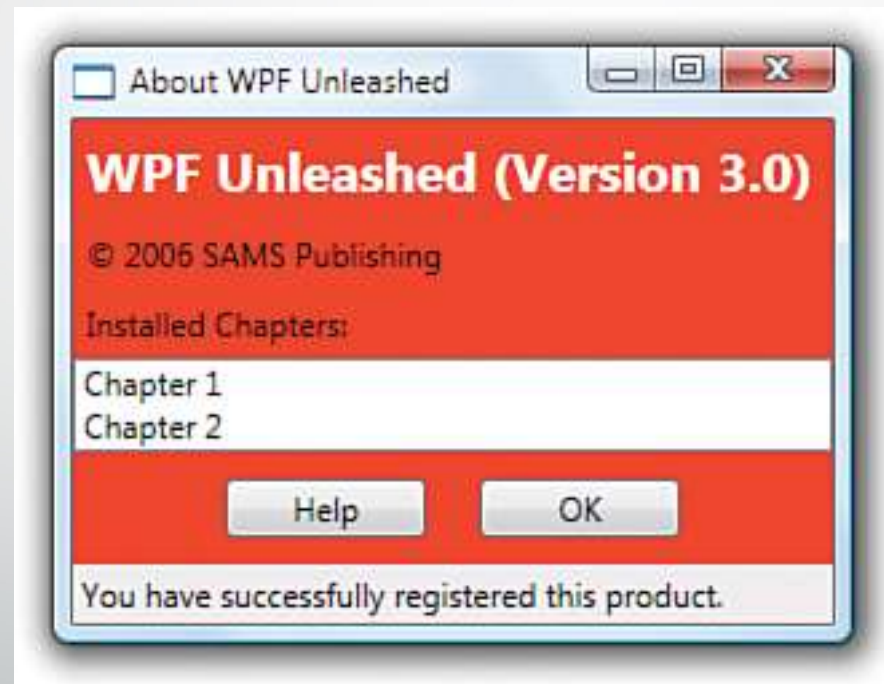 About WPF Unleashed
WPF Unleashed (Version 3.0)
© 2006 SAMS Publishing
Installed Chapters:
Chapter 1
Chapter 2
Help
OK
You have successfully registered this product.